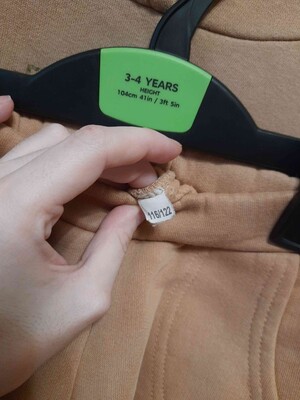 3-4 YEARS
HEIGHT
104cm 41in / 3ft 5in
116/122